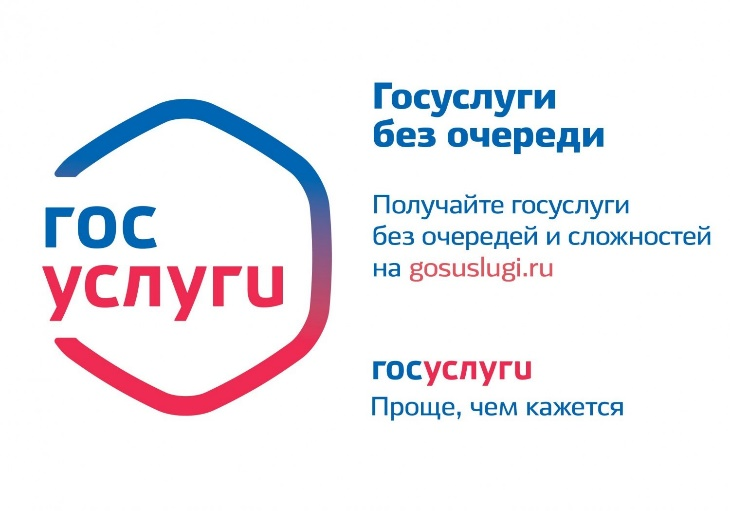 гос
услуги
Госуслуги
без очереди
Получайте госуслуги
без очередей и сложностей
на gosuslugi.ru
госуслуги
Проще, чем кажется